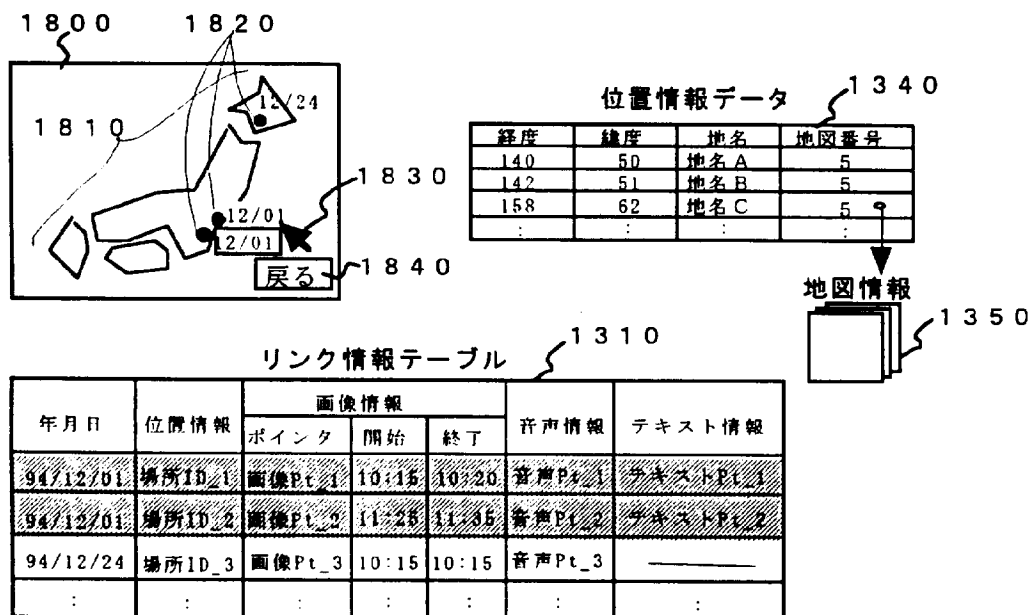 1800
1820
12/24
1810
1830
12/01
12/01
戻る
1840
位置情報データ
1340
経度 緯度 地名 地図番号
140 50 地名A 5
142 51 地名B 5
158 62 地名C 5
: : : :
地図情報
1350
リンク情報テーブル
1310
年月日 位置情報 画像情報 音声情報 テキスト情報
ポインタ 開始 終了
94/12/01 場所ID_1 画像Pt_1 10:15 10:20 音声Pt_1 テキストPt_1
94/12/01 場所ID_2 画像Pt_2 11:25 11:35 音声Pt_2 テキストPt_2
94/12/24 場所ID_3 画像Pt_3 10:15 10:15 音声Pt_3 ―
: : : : : : :